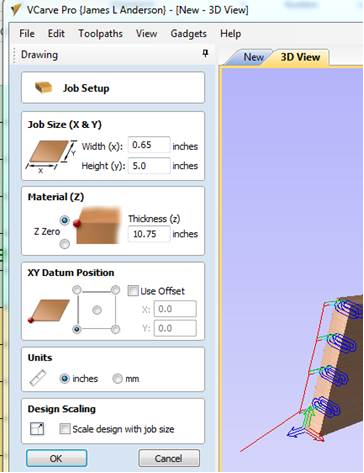 VCarve Pro {James L Anderson} - [New - 3D View]
File Edit Toolpaths View Gadgets Help
Drawing
New 3D View
Job Setup
Job Size (X & Y)
Width (x): 0.65 inches
Height (y): 5.0 inches
Y
X
Material (Z)
Thickness (z)
Z Zero 10.75 inches
XY Datum Position
Use Offset
X: 0.0
Y: 0.0
Units
inches mm
Design Scaling
Scale design with job size
OK Cancel